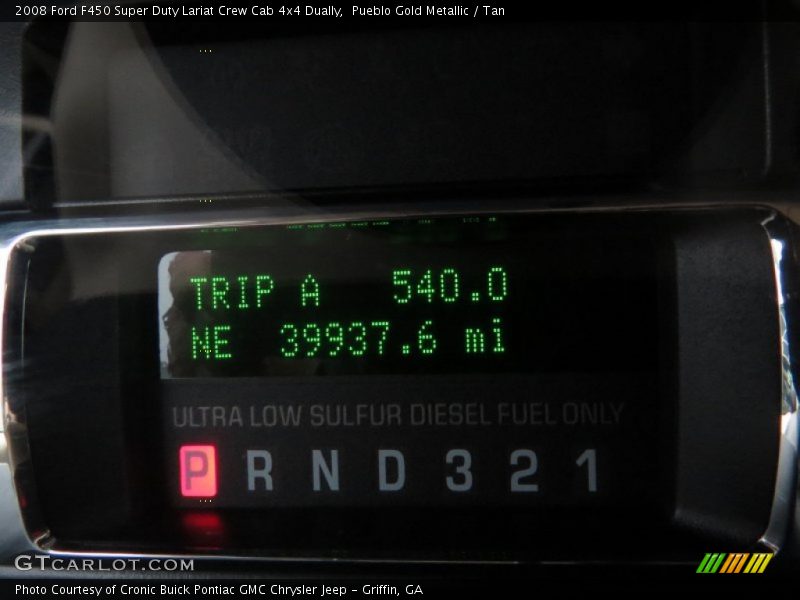 2008 Ford F450 Super Duty Lariat Crew Cab 4x4 Dually,  Pueblo Gold Metallic / Tan
TRIP A 540.0
NE 39937.6 mi
ULTRA LOW SULFUR DIESEL FUEL ONLY
P R N D 3 2 1
GTCARLOT.COM
Photo Courtesy of Cronic Buick Pontiac GMC Chrysler Jeep - Griffin, GA